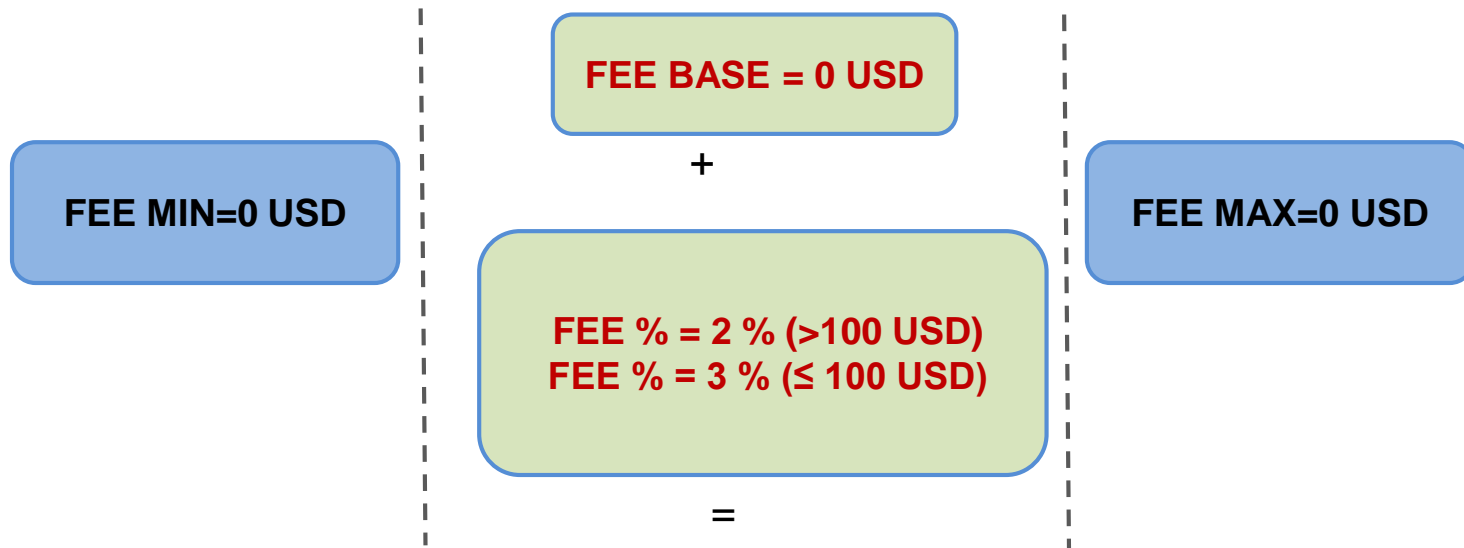 FEE BASE = 0 USD
+
FEE MIN=0 USD
FEE MAX=0 USD
FEE % = 2 % (>100 USD)
FEE % = 3 % (≤ 100 USD)
=